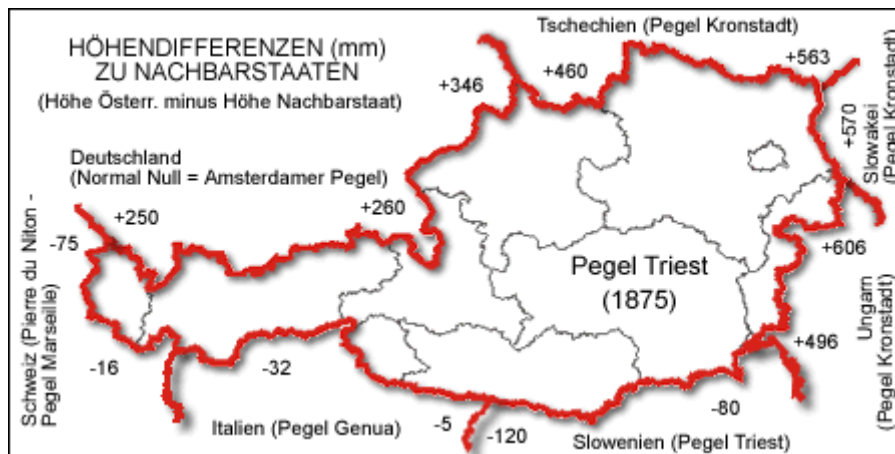 HÖHENDIFFERENZEN (mm)
ZU NACHBARSTAATEN
(Höhe Österr. minus Höhe Nachbarstaat)
Tschechien (Pegel Kronstadt)
+346
+460
+563
+570
Slowakei
(Pegel Kronstadt)
Deutschland
(Normal Null = Amsterdamer Pegel)
+250
+260
-75
Schweiz (Pierre du Niton -
Pegel Marseille)
Pegel Triest
(1875)
+606
Ungarn
(Pegel Kronstadt)
+496
-16
-32
Italien (Pegel Genua)
-5
-120
-80
Slowenien (Pegel Triest)